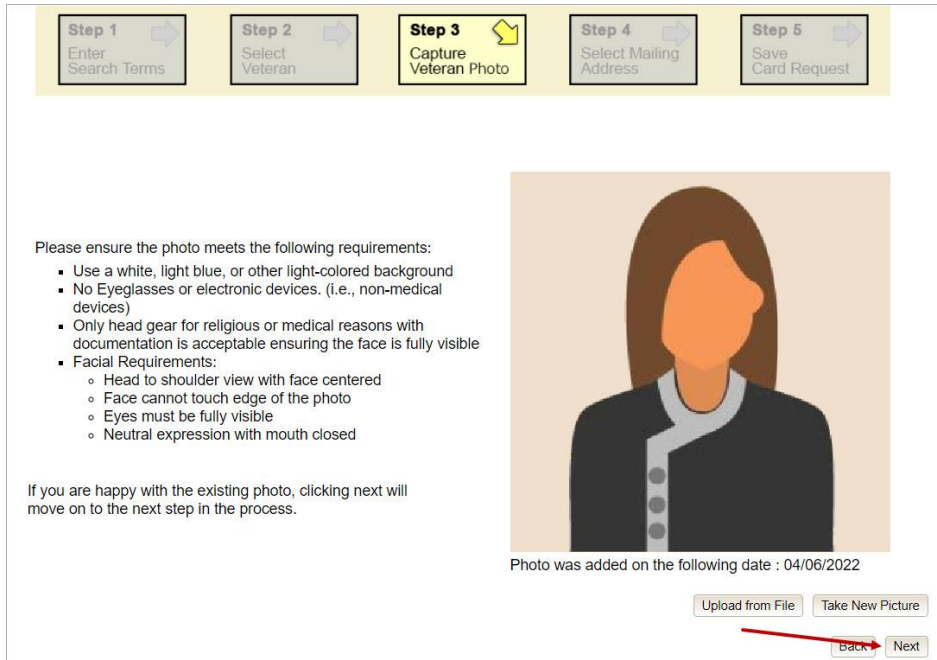 Step 1
Enter
Search Terms
Step 2
Select
Veteran
Step 3
Capture
Veteran Photo
Step 4
Select Mailing
Address
Step 5
Save
Card Request
Please ensure the photo meets the following requirements:
Use a white, light blue, or other light-colored background
No Eyeglasses or electronic devices. (i.e., non-medical
devices)
Only head gear for religious or medical reasons with
documentation is acceptable ensuring the face is fully visible
Facial Requirements:
Head to shoulder view with face centered
Face cannot touch edge of the photo
Eyes must be fully visible
Neutral expression with mouth closed
If you are happy with the existing photo, clicking next will
move on to the next step in the process.
Photo was added on the following date : 04/06/2022
Upload from File
Take New Picture
Back
Next